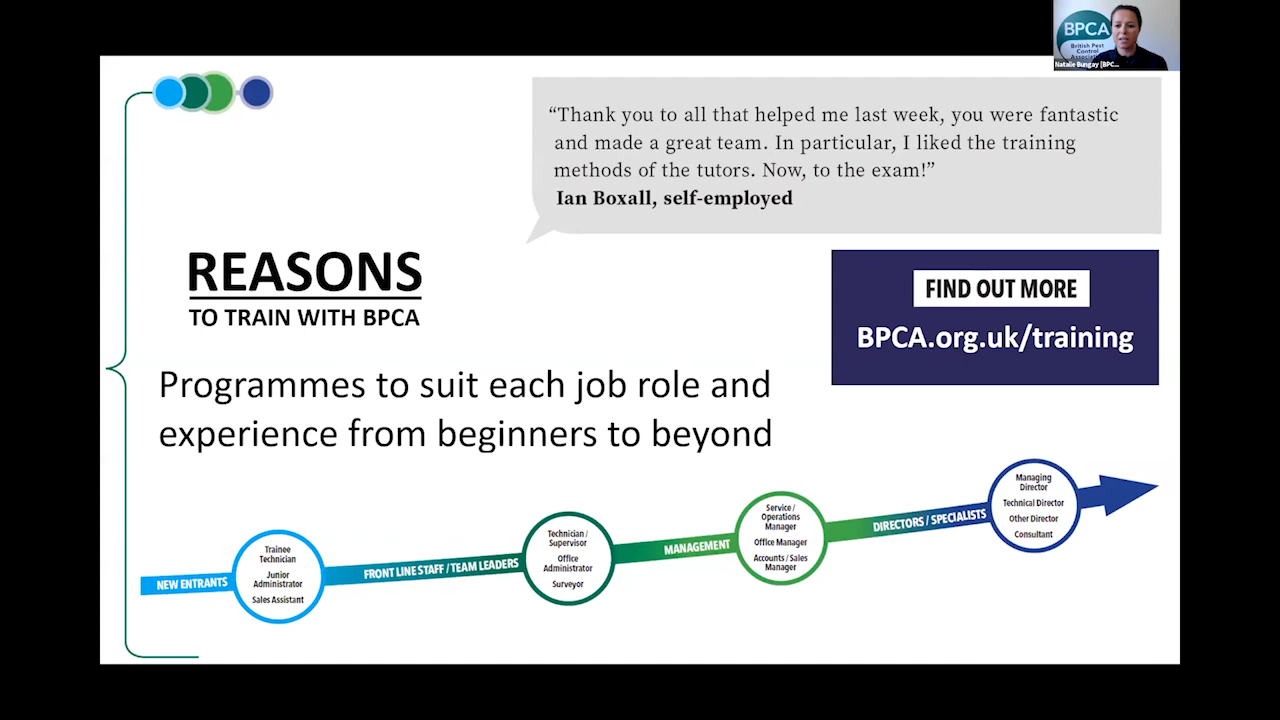 BPCA
British Pest
Control
Natalie Bungay [BPC...
“Thank you to all that helped me last week, you were fantastic
and made a great team. In particular, I liked the training
methods of the tutors. Now, to the exam!”
Ian Boxall, self-employed
REASONS
TO TRAIN WITH BPCA
FIND OUT MORE
BPCA.org.uk/training
Programmes to suit each job role and
experience from beginners to beyond
NEW ENTRANTS
Trainee
Technician
Junior
Administrator
Sales Assistant
FRONT LINE STAFF / TEAM LEADERS
Technician /
Supervisor
Office
Administrator
Surveyor
MANAGEMENT
Service /
Operations
Manager
Office Manager
Accounts / Sales
Manager
DIRECTORS / SPECIALISTS
Managing
Director
Technical Director
Other Director
Consultant